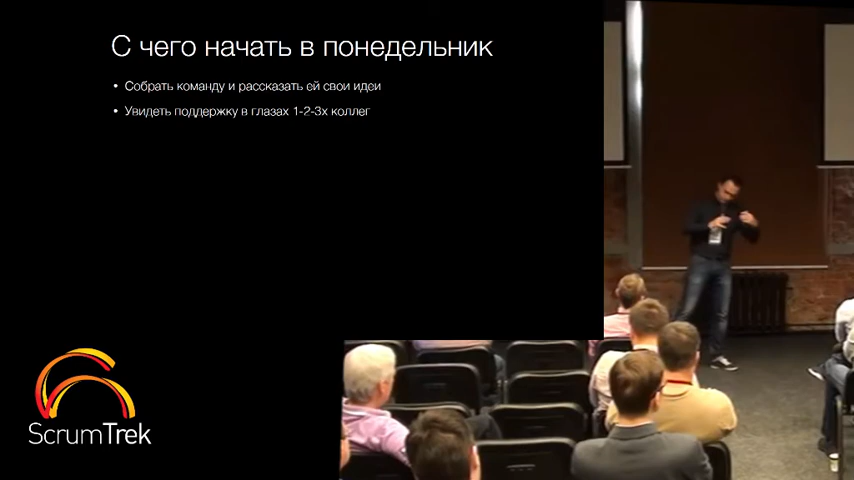 С чего начать в понедельник
• Собрать команду и рассказать ей свои идеи
• Увидеть поддержку в глазах 1-2-3х коллег
ScrumTrek